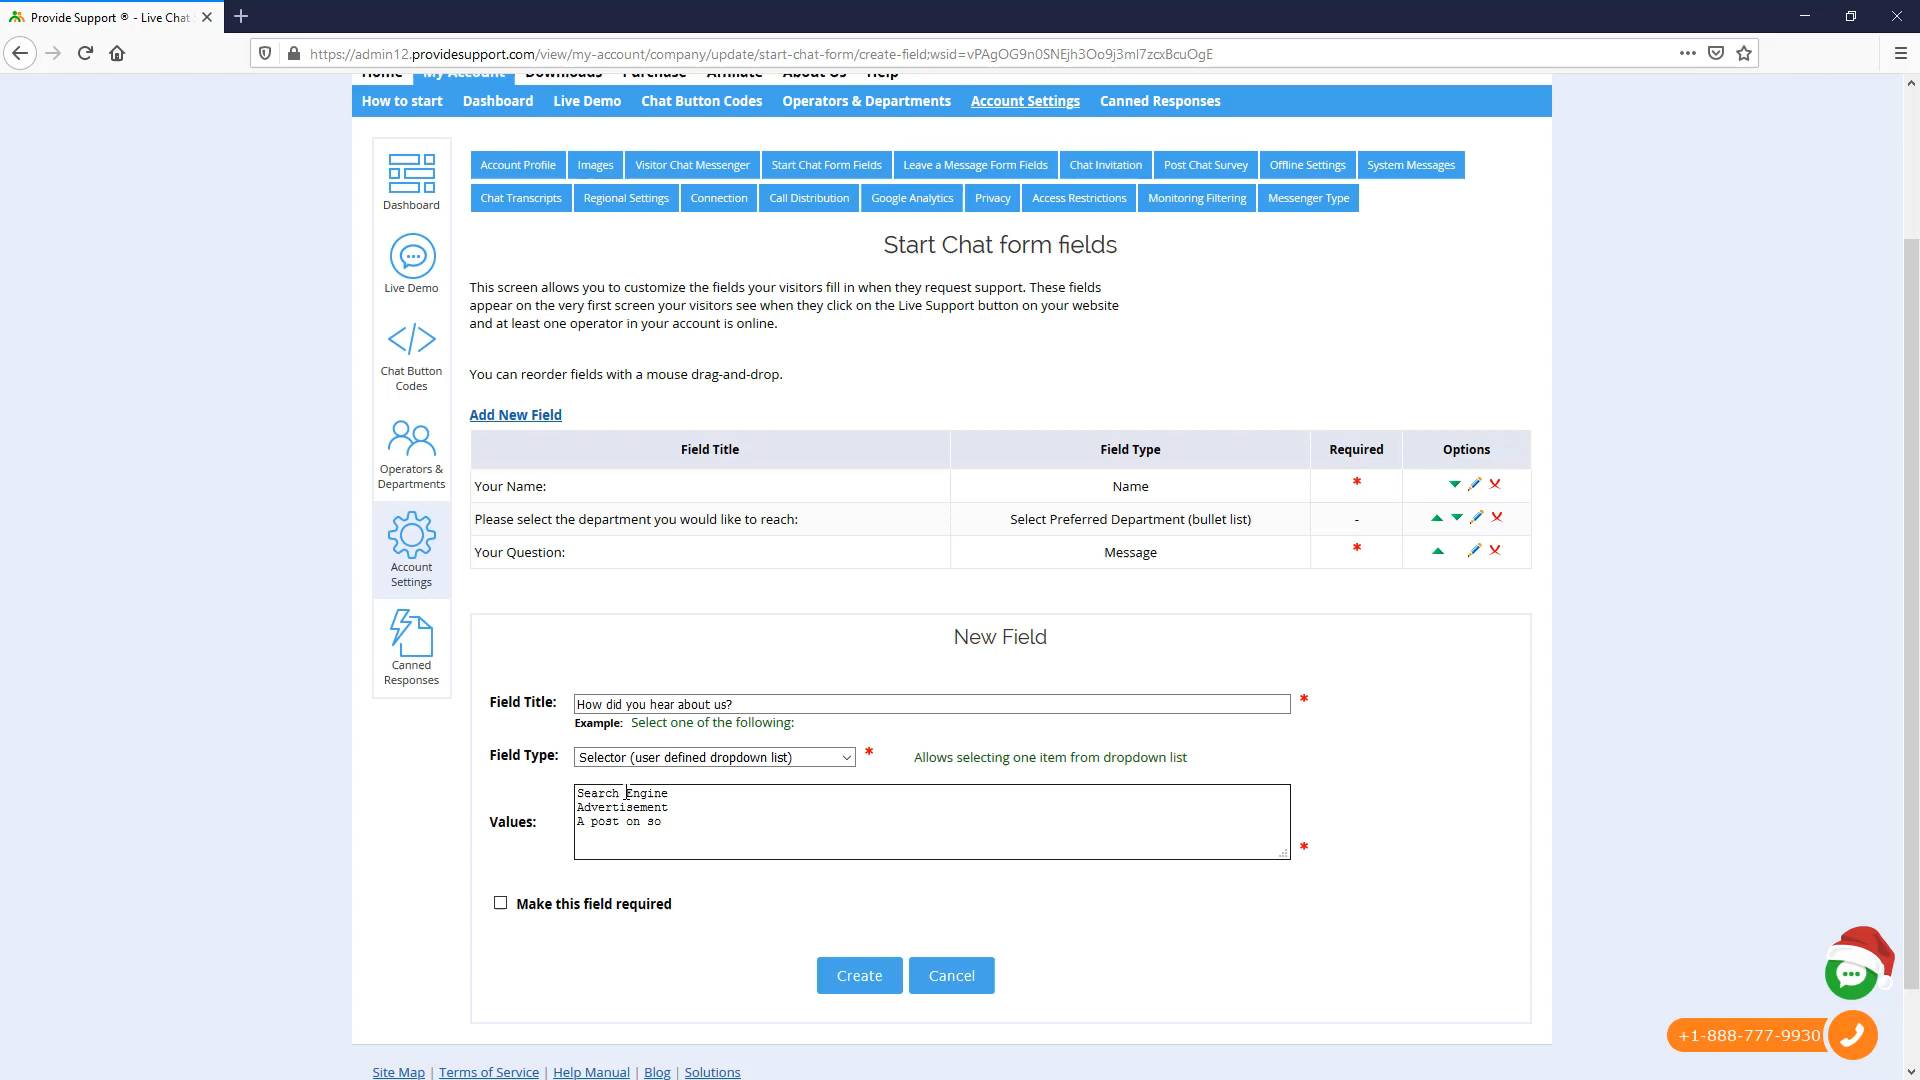 Provide Support ® - Live Chat
https://admin12.providesupport.com/view/my-account/company/update/start-chat-form/create-field;wsid=vPAgOG9n0SNEjh3Oo9j3ml7zcxBcuOgE
Home My Account Downloads Purchase Affiliate About Us Help
How to start Dashboard Live Demo Chat Button Codes Operators & Departments Account Settings Canned Responses
Dashboard
Live Demo
Chat Button
Codes
Operators &
Departments
Account
Settings
Canned
Responses
Account Profile Images Visitor Chat Messenger Start Chat Form Fields Leave a Message Form Fields Chat Invitation Post Chat Survey Offline Settings System Messages
Chat Transcripts Regional Settings Connection Call Distribution Google Analytics Privacy Access Restrictions Monitoring Filtering Messenger Type
Start Chat form fields
This screen allows you to customize the fields your visitors fill in when they request support. These fields
appear on the very first screen your visitors see when they click on the Live Support button on your website
and at least one operator in your account is online.
You can reorder fields with a mouse drag-and-drop.
Add New Field
Field Title Field Type Required Options
Your Name: Name *
Please select the department you would like to reach: Select Preferred Department (bullet list) -
Your Question: Message *
New Field
Field Title: How did you hear about us? *
Example: Select one of the following:
Field Type: Selector (user defined dropdown list) * Allows selecting one item from dropdown list
Values:
Search Engine
Advertisement
A post on so
*
Make this field required
Create Cancel
+1-888-777-9930
Site Map | Terms of Service | Help Manual | Blog | Solutions